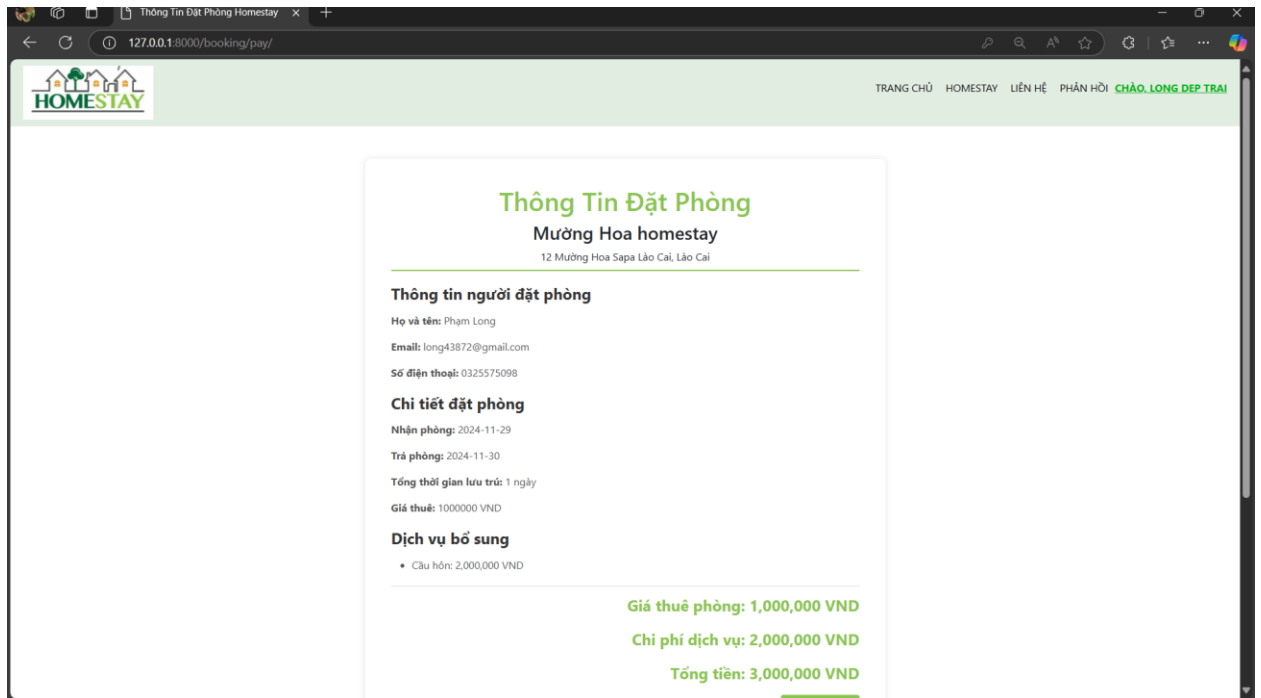 Thông Tin Đặt Phòng Homestay
127.0.0.1:8000/booking/pay/
HOMESTAY
TRANG CHỦ HOMESTAY LIÊN HỆ PHẢN HỒI CHÀO, LONG DEP TRAI
Thông Tin Đặt Phòng
Mường Hoa homestay
12 Mường Hoa Sapa Lào Cai, Lào Cai
Thông tin người đặt phòng
Họ và tên: Phạm Long
Email: long43872@gmail.com
Số điện thoại: 0325575098
Chi tiết đặt phòng
Nhận phòng: 2024-11-29
Trả phòng: 2024-11-30
Tổng thời gian lưu trú: 1 ngày
Giá thuê: 1000000 VND
Dịch vụ bổ sung
• Cầu hôn: 2,000,000 VND
Giá thuê phòng: 1,000,000 VND
Chi phí dịch vụ: 2,000,000 VND
Tổng tiền: 3,000,000 VND